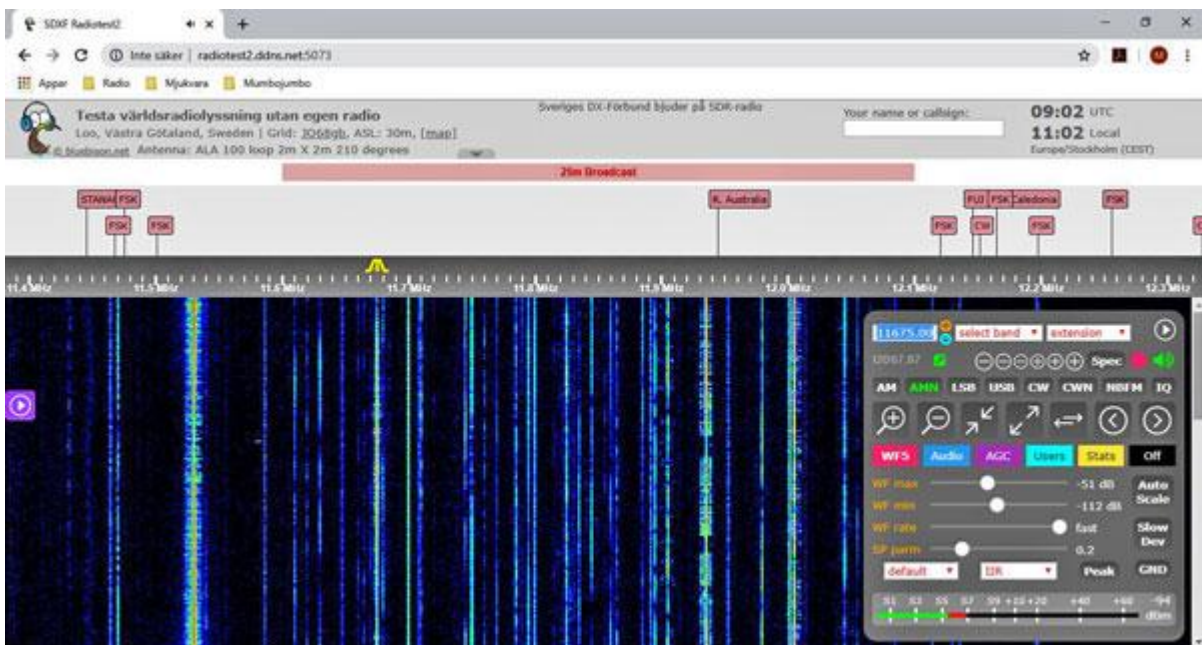 SDXF Radiotest2
Inte säker | radiotest2.ddns.net:5073
Appar Radio Mjukvara Mumbojumbo
Testa världsradiolyssning utan egen radio
Loo, Västra Götaland, Sweden | Grid: JO68gb, ASL: 30m, [map]
© bluebison.net Antenna: ALA 100 loop 2m X 2m 210 degrees
Sveriges DX-Förbund bjuder på SDR-radio
Your name or callsign:
09:02 UTC
11:02 Local
Europe/Stockholm (CEST)
25m Broadcast
FSK R. Australia FSK Caledonia FSK
FSK FSK FSK CW FSK
11.4 MHz 11.5 MHz 11.6 MHz 11.7 MHz 11.8 MHz 11.9 MHz 12.0 MHz 12.1 MHz 12.2 MHz 12.3 MHz
11675.00 select band extension
Spec
AM AMN LSB USB CW CWN NBFM IQ
Audio AGC Users Stats Off
WF max -51 dB Auto Scale
WF min -112 dB
WF rate fast Slow Dev
SP parm 0.2
default IIR Peak GND
S1 S3 S5 S7 S9 +10 +20 +40 +60 -94
dBm